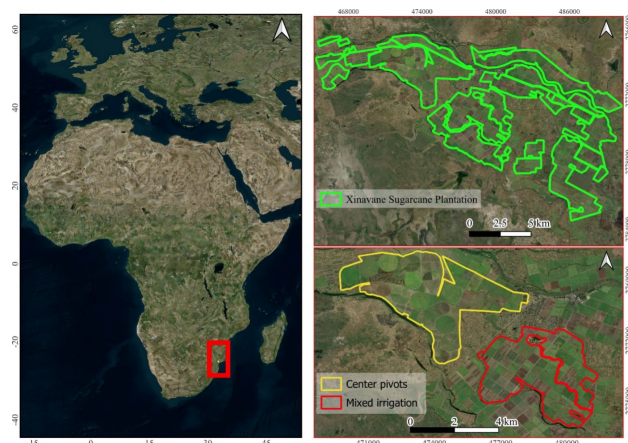 468000 474000 480000 486000
60
40
20
0
-20
-40
15 0 15 45
Xinavane Sugarcane Plantation
0 2.5 5 km
Center pivots
Mixed irrigation
0 2 4 km
471000 474000 477000 480000